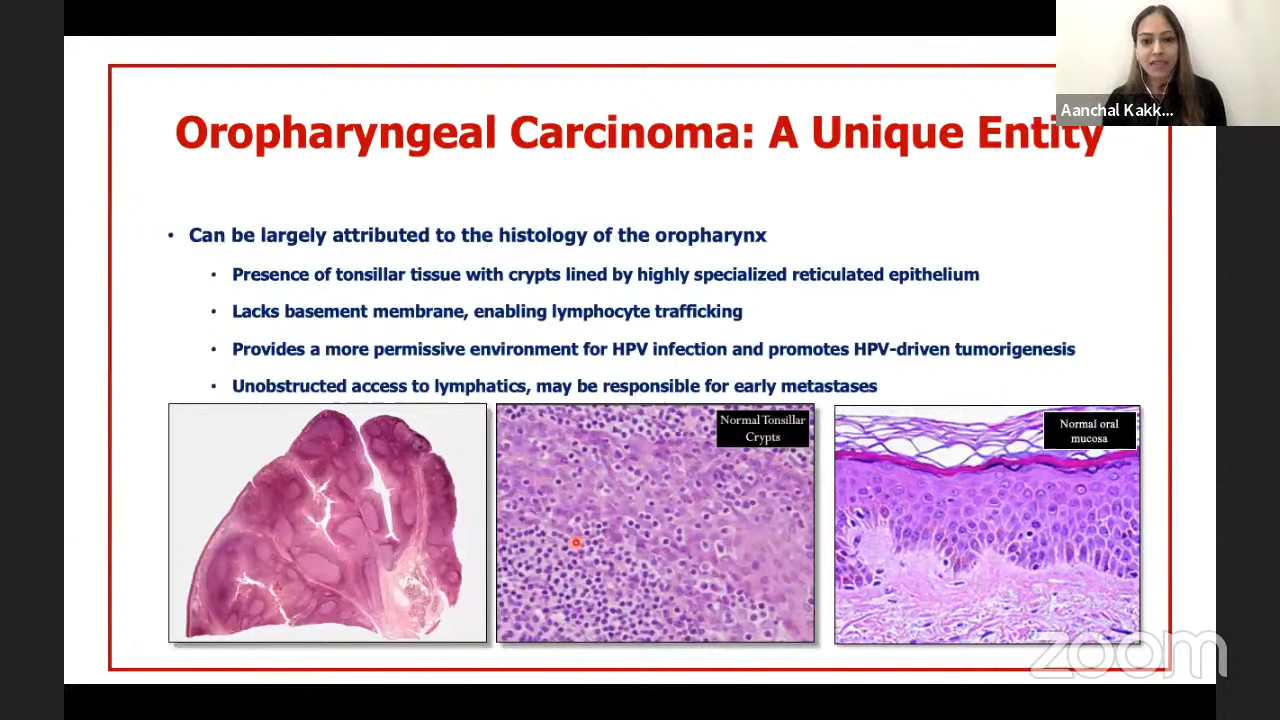 Aanchal Kakk...
Oropharyngeal Carcinoma: A Unique Entity
• Can be largely attributed to the histology of the oropharynx
• Presence of tonsillar tissue with crypts lined by highly specialized reticulated epithelium
• Lacks basement membrane, enabling lymphocyte trafficking
• Provides a more permissive environment for HPV infection and promotes HPV-driven tumorigenesis
• Unobstructed access to lymphatics, may be responsible for early metastases
Normal Tonsillar
Crypts
Normal oral
mucosa
zoom